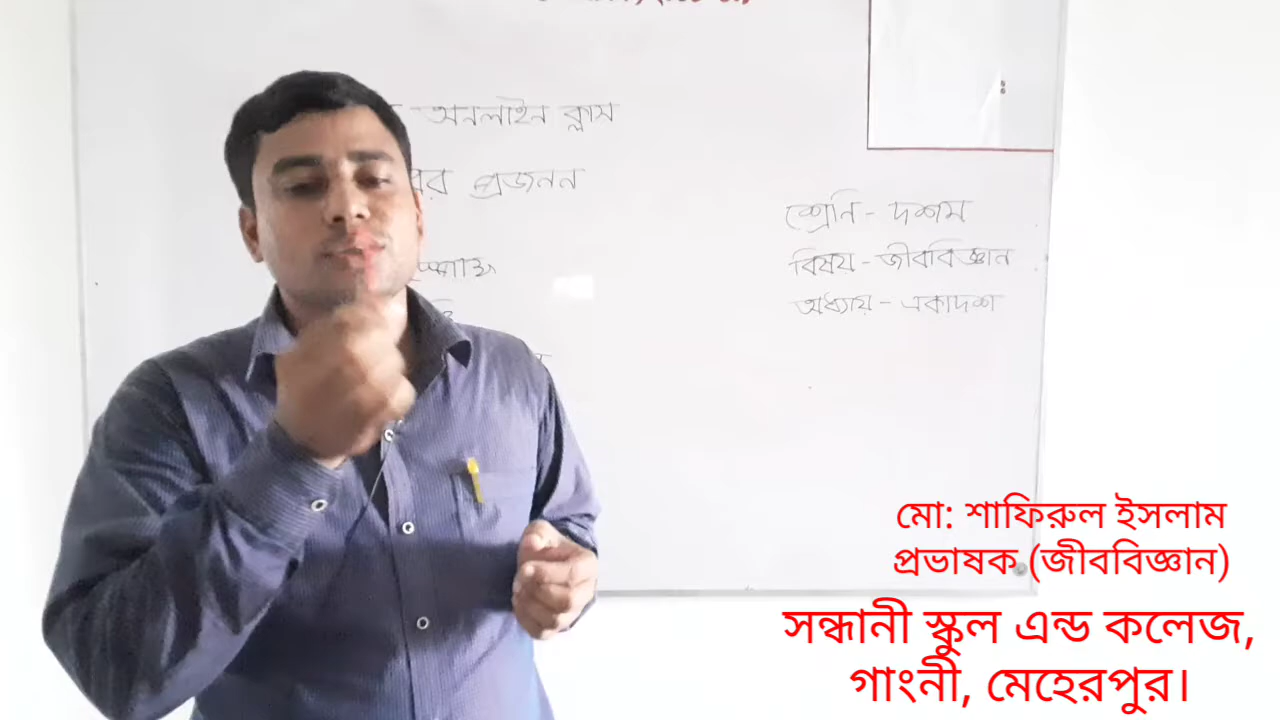 অনলাইন ক্লাস
প্রজনন
শ্রেনি - দশম
বিষয় - জীববিজ্ঞান
অধ্যায় - একাদশ
মো: শাফিরুল ইসলাম
প্রভাষক (জীববিজ্ঞান)
সন্ধানী স্কুল এন্ড কলেজ,
গাংনী, মেহেরপুর।